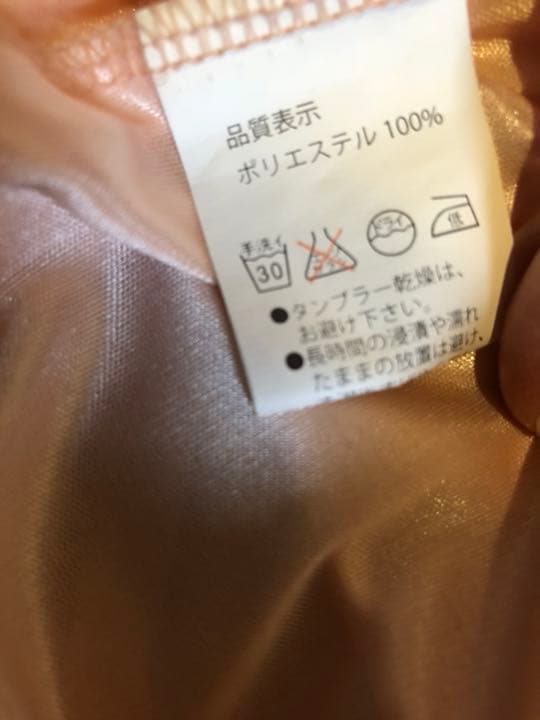 品質表示
ポリエステル 100%
手洗イ 30 ドライ 低
●タンブラー乾燥は、
お避け下さい。
●長時間の浸漬や濡れ
たままの放置は避け、